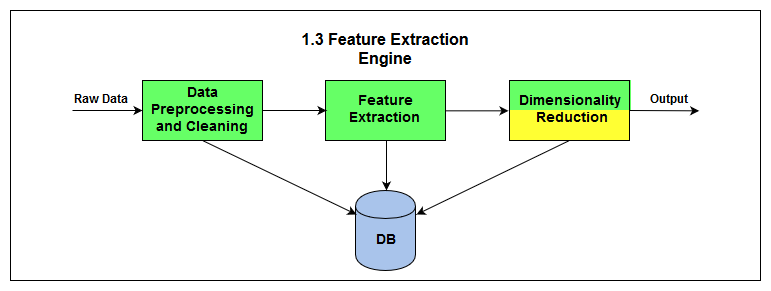 1.3 Feature Extraction
Engine
Raw Data
Data
Preprocessing
and Cleaning
Feature
Extraction
Dimensionality
Reduction
Output
DB